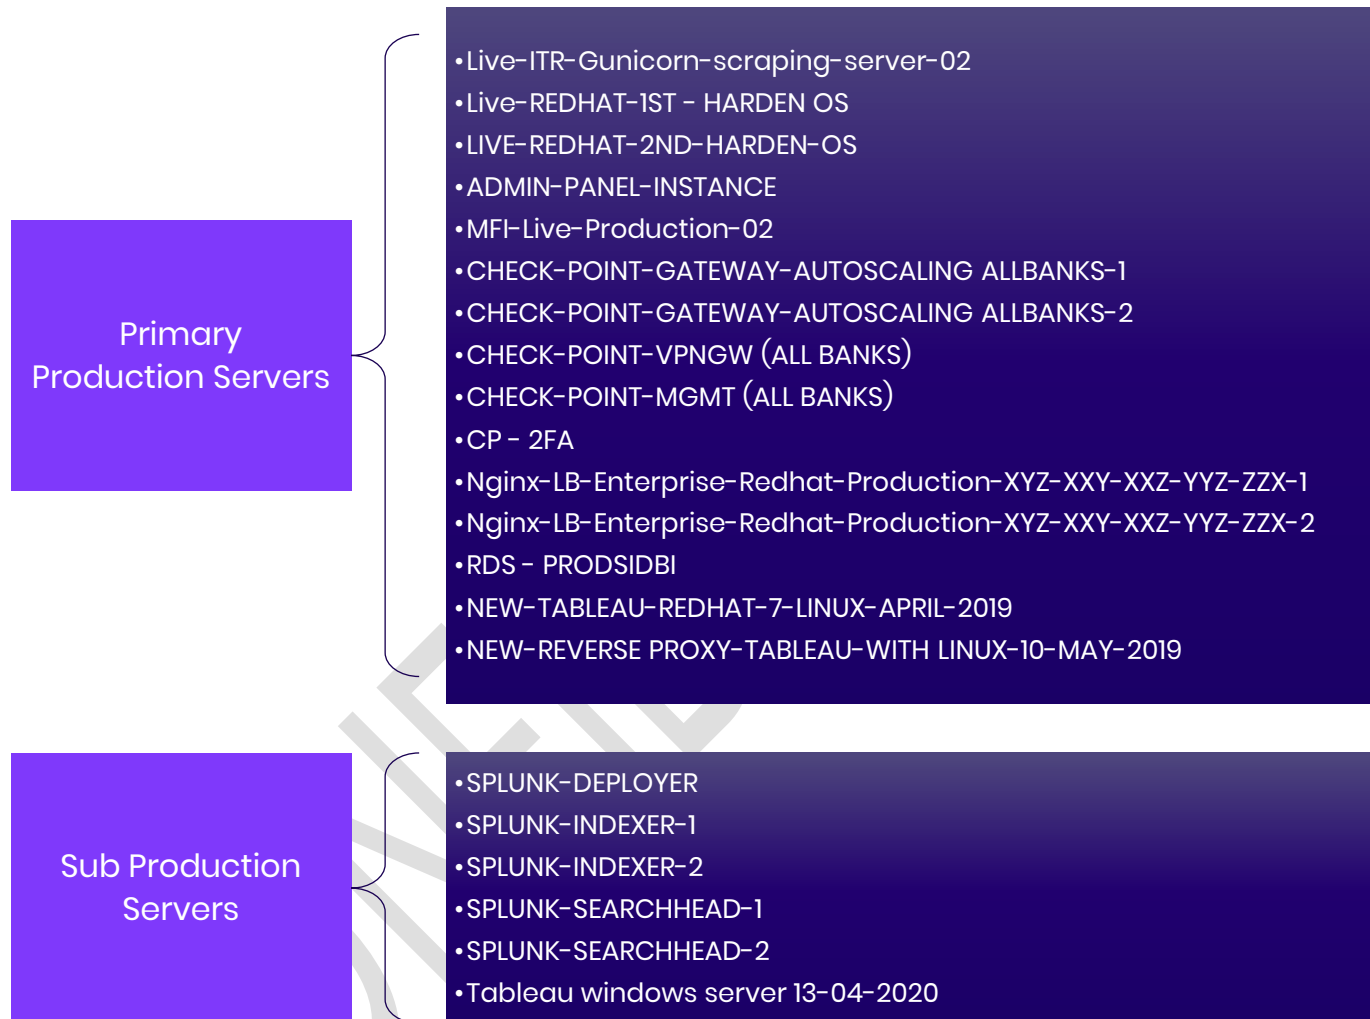 Primary
Production Servers
•Live-ITR-Gunicorn-scraping-server-02
•Live-REDHAT-1ST - HARDEN OS
•LIVE-REDHAT-2ND-HARDEN-OS
•ADMIN-PANEL-INSTANCE
•MFI-Live-Production-02
•CHECK-POINT-GATEWAY-AUTOSCALING ALLBANKS-1
•CHECK-POINT-GATEWAY-AUTOSCALING ALLBANKS-2
•CHECK-POINT-VPNGW (ALL BANKS)
•CHECK-POINT-MGMT (ALL BANKS)
•CP - 2FA
•Nginx-LB-Enterprise-Redhat-Production-XYZ-XXY-XXZ-YYZ-ZZX-1
•Nginx-LB-Enterprise-Redhat-Production-XYZ-XXY-XXZ-YYZ-ZZX-2
•RDS - PRODSIDBI
•NEW-TABLEAU-REDHAT-7-LINUX-APRIL-2019
•NEW-REVERSE PROXY-TABLEAU-WITH LINUX-10-MAY-2019
Sub Production
Servers
•SPLUNK-DEPLOYER
•SPLUNK-INDEXER-1
•SPLUNK-INDEXER-2
•SPLUNK-SEARCHHEAD-1
•SPLUNK-SEARCHHEAD-2
•Tableau windows server 13-04-2020